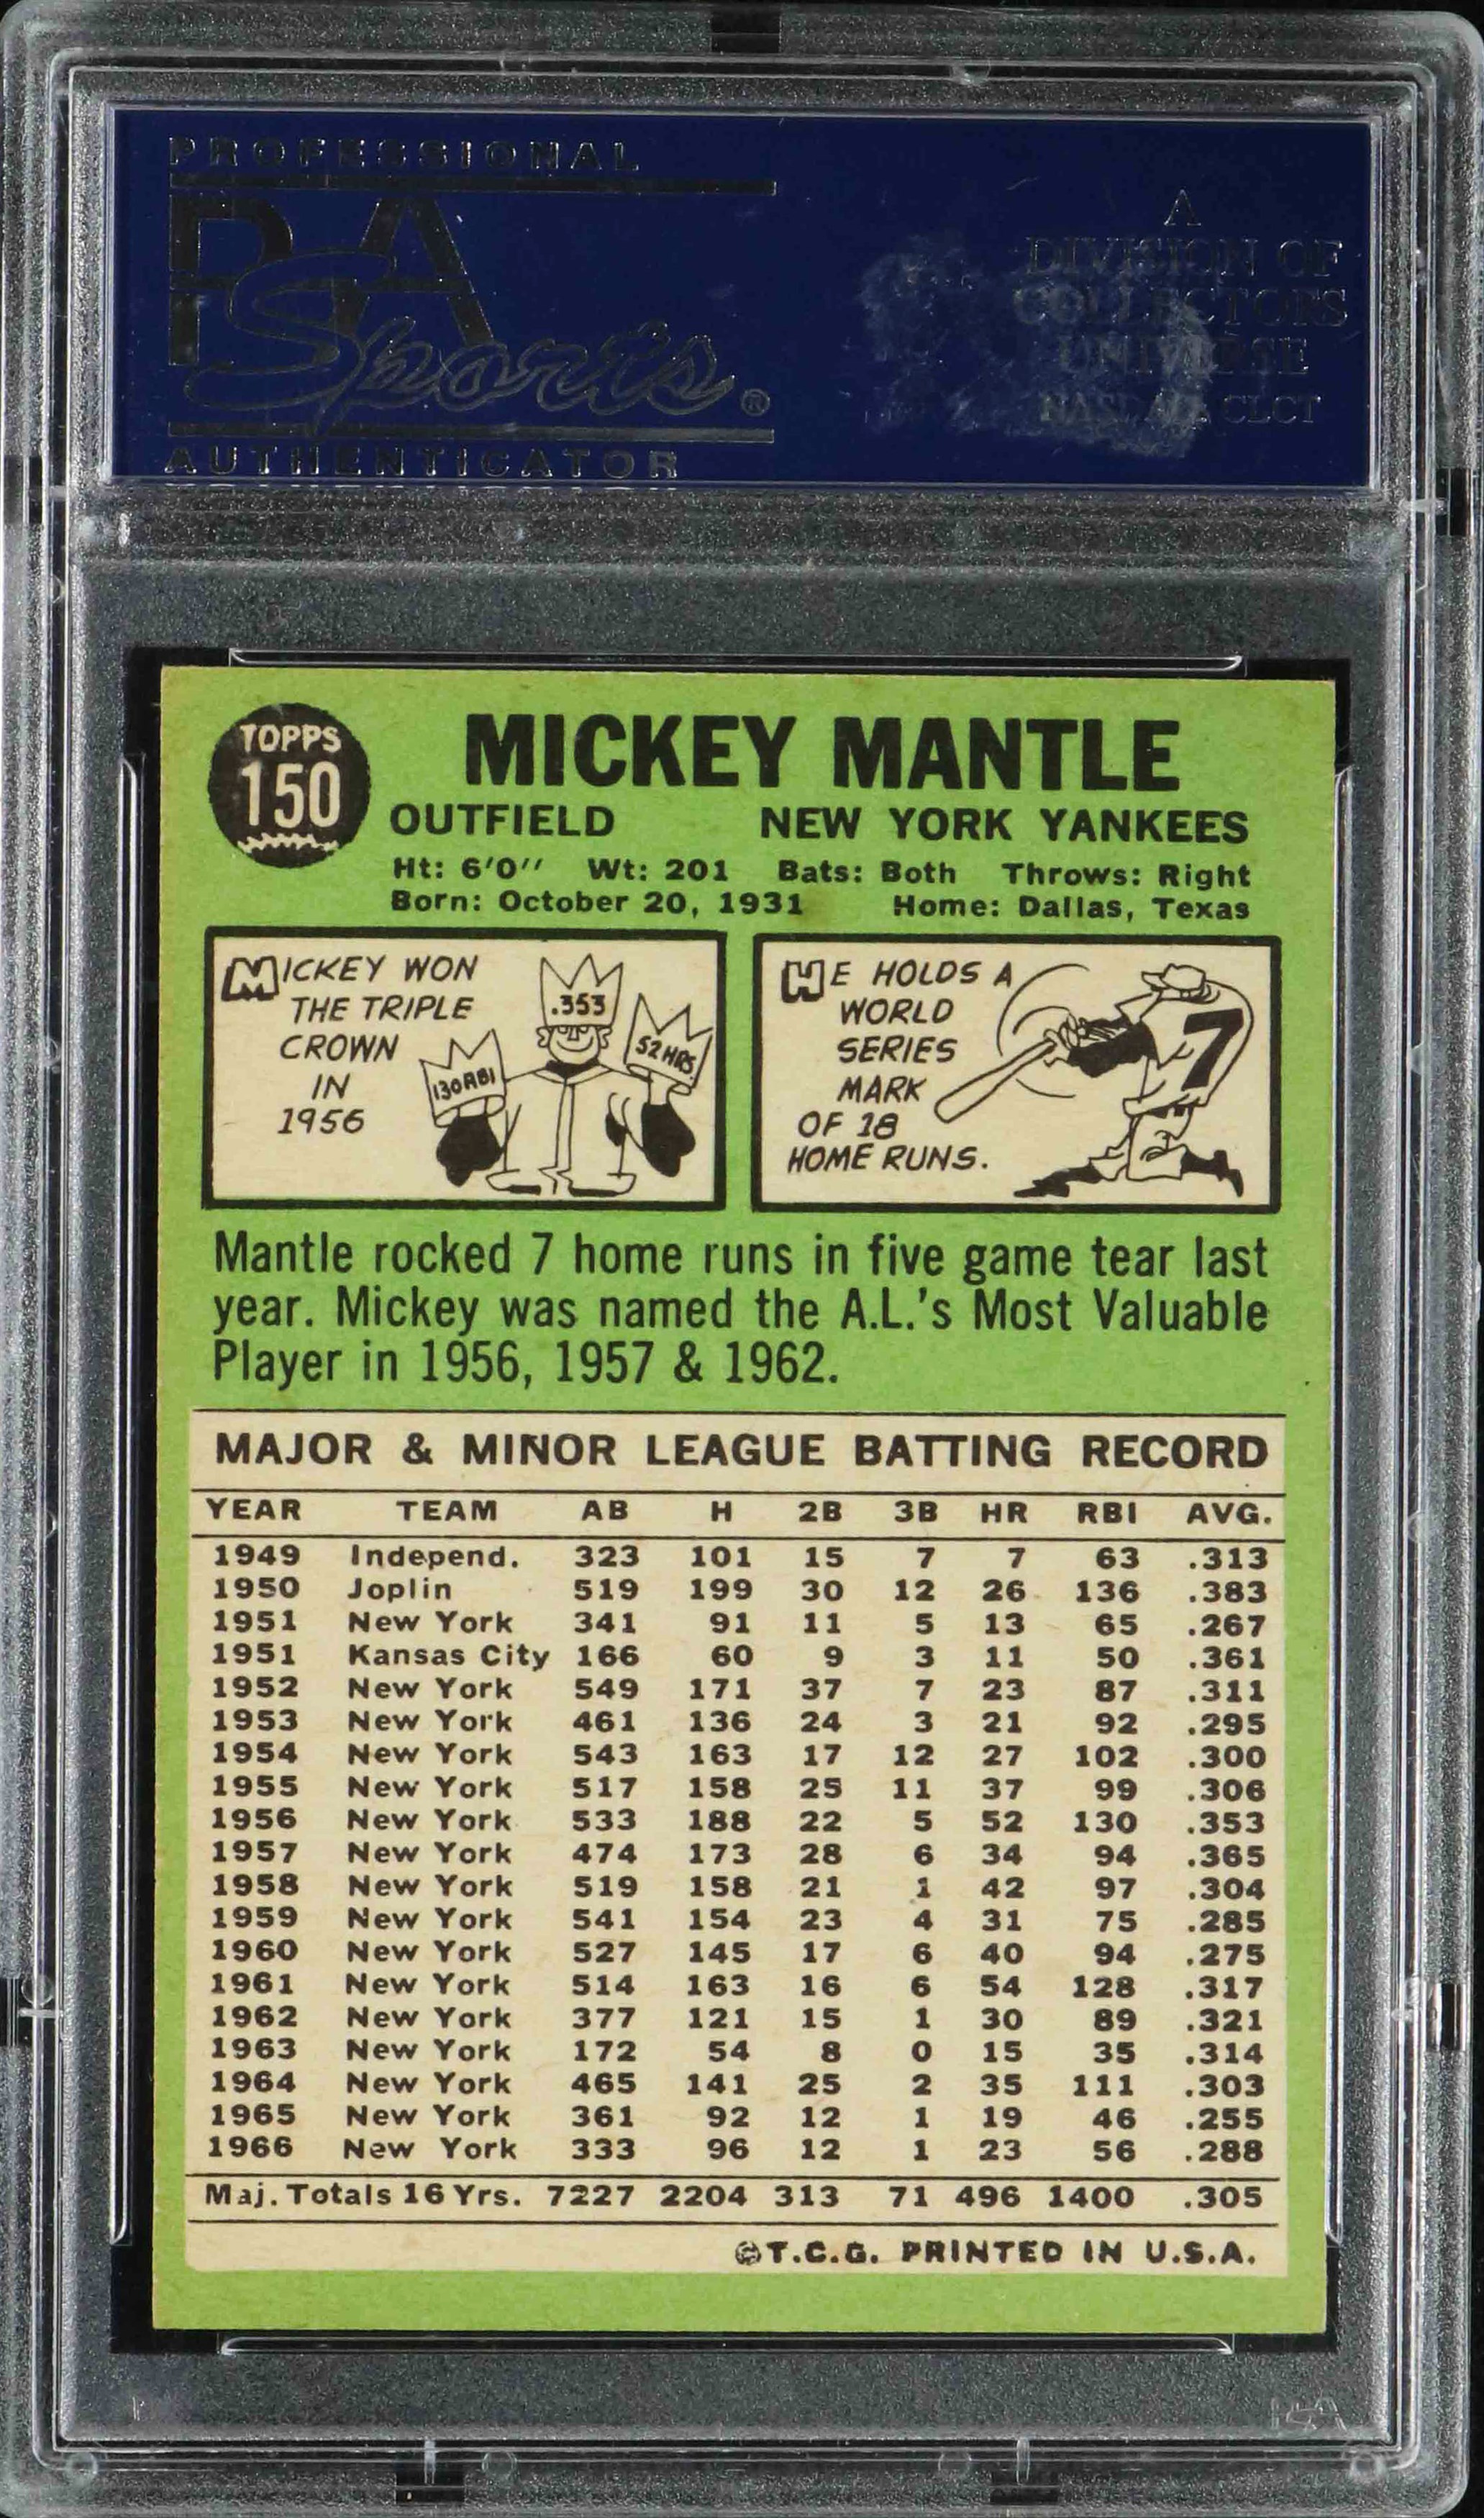 PROFESSIONAL
PSA
Sports®
AUTHENTICATOR
A
DIVISION OF
COLLECTORS
UNIVERSE
NASDAQ: CLCT
TOPPS
150
MICKEY MANTLE
OUTFIELD NEW YORK YANKEES
Ht: 6'0'' Wt: 201 Bats: Both Throws: Right
Born: October 20, 1931 Home: Dallas, Texas
MICKEY WON
THE TRIPLE
CROWN
IN
1956
.353
130 RBI
52 HRS
HE HOLDS A
WORLD
SERIES
MARK
OF 18
HOME RUNS.
7
Mantle rocked 7 home runs in five game tear last
year. Mickey was named the A.L.'s Most Valuable
Player in 1956, 1957 & 1962.
MAJOR & MINOR LEAGUE BATTING RECORD
YEAR TEAM AB H 2B 3B HR RBI AVG.
1949 Independ. 323 101 15 7 7 63 .313
1950 Joplin 519 199 30 12 26 136 .383
1951 New York 341 91 11 5 13 65 .267
1951 Kansas City 166 60 9 3 11 50 .361
1952 New York 549 171 37 7 23 87 .311
1953 New York 461 136 24 3 21 92 .295
1954 New York 543 163 17 12 27 102 .300
1955 New York 517 158 25 11 37 99 .306
1956 New York 533 188 22 5 52 130 .353
1957 New York 474 173 28 6 34 94 .365
1958 New York 519 158 21 1 42 97 .304
1959 New York 541 154 23 4 31 75 .285
1960 New York 527 145 17 6 40 94 .275
1961 New York 514 163 16 6 54 128 .317
1962 New York 377 121 15 1 30 89 .321
1963 New York 172 54 8 0 15 35 .314
1964 New York 465 141 25 2 35 111 .303
1965 New York 361 92 12 1 19 46 .255
1966 New York 333 96 12 1 23 56 .288
Maj. Totals 16 Yrs. 7227 2204 313 71 496 1400 .305
©T.C.G. PRINTED IN U.S.A.
PSA